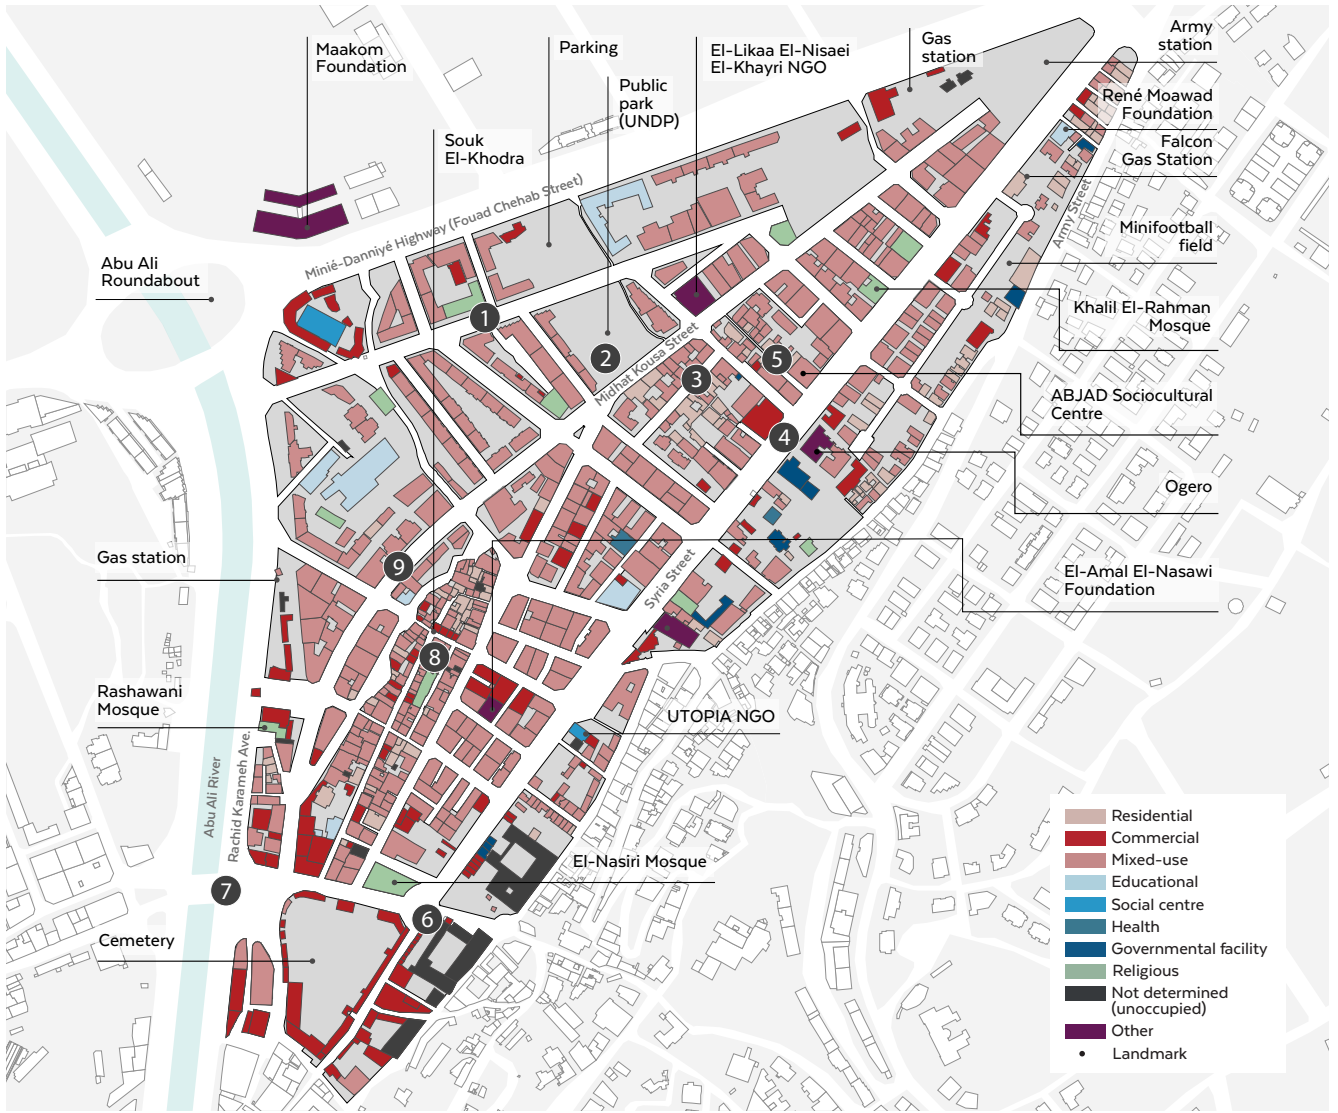 Maakom
Foundation
Parking
El-Likaa El-Nisaei
El-Khayri NGO
Gas
station
Army
station
Public
park
(UNDP)
René Moawad
Foundation
Souk
El-Khodra
Falcon
Gas Station
Minié-Danniyé Highway (Fouad Chehab Street)
Army Street
Minifootball
field
Abu Ali
Roundabout
Khalil El-Rahman
Mosque
1
2
Midhat Kousa Street
3
5
ABJAD Sociocultural
Centre
4
Ogero
Gas station
9
Syria Street
El-Amal El-Nasawi
Foundation
8
Rashawani
Mosque
UTOPIA NGO
Abu Ali River
Rachid Karameh Ave.
El-Nasiri Mosque
7
6
Cemetery
Residential
Commercial
Mixed-use
Educational
Social centre
Health
Governmental facility
Religious
Not determined
(unoccupied)
Other
Landmark